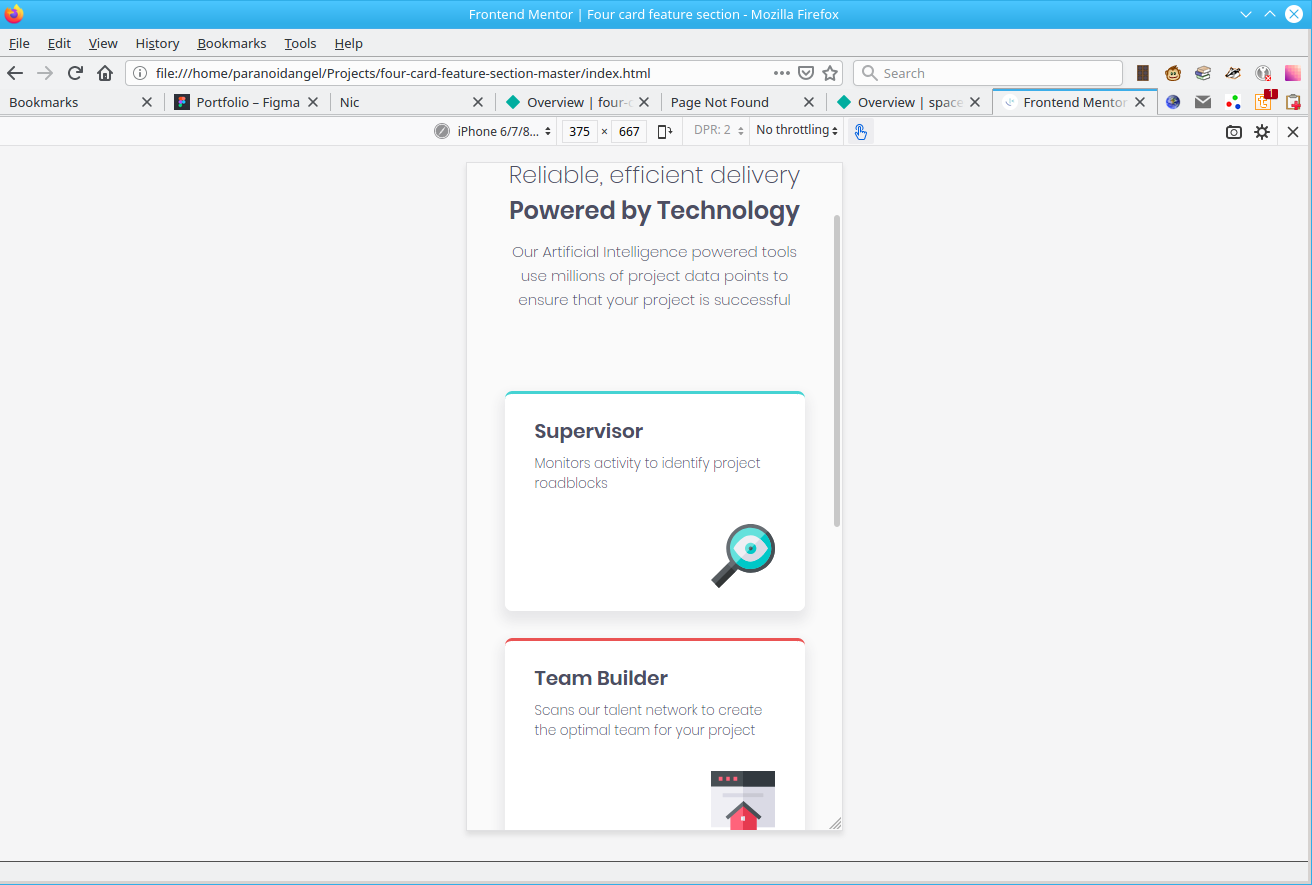 Frontend Mentor | Four card feature section - Mozilla Firefox
File Edit View History Bookmarks Tools Help
file:///home/paranoidangel/Projects/four-card-feature-section-master/index.html
Search
Bookmarks
Portfolio – Figma
Nic
Overview | four-c
Page Not Found
Overview | space
Frontend Mentor
1
iPhone 6/7/8... 375 × 667 DPR: 2 No throttling
Reliable, efficient delivery
Powered by Technology
Our Artificial Intelligence powered tools
use millions of project data points to
ensure that your project is successful
Supervisor
Monitors activity to identify project
roadblocks
Team Builder
Scans our talent network to create
the optimal team for your project